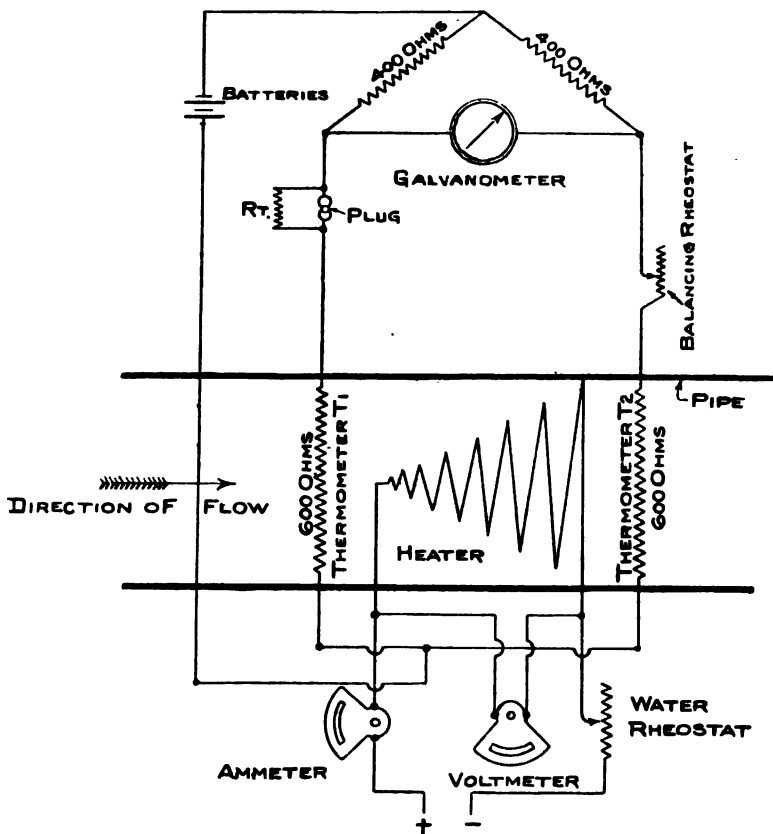 400 OHMS
400 OHMS
BATTERIES
GALVANOMETER
RT.
PLUG
BALANCING RHEOSTAT
PIPE
600 OHMS
THERMOMETER T1
THERMOMETER T2
600 OHMS
DIRECTION OF FLOW
HEATER
WATER
RHEOSTAT
AMMETER
VOLTMETER
+ -